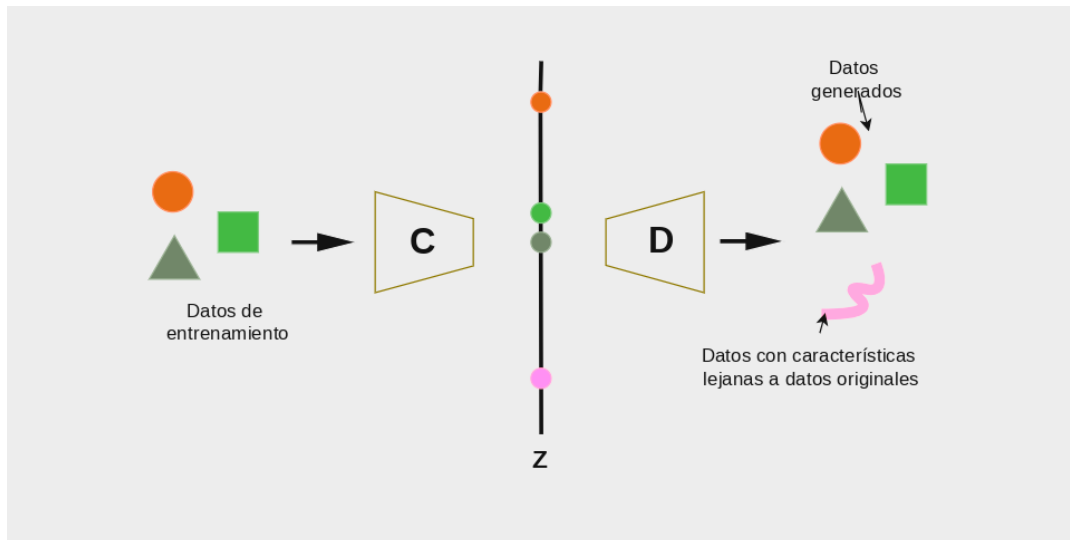 Datos
generados
C
D
Datos de
entrenamiento
Datos con características
lejanas a datos originales
Z